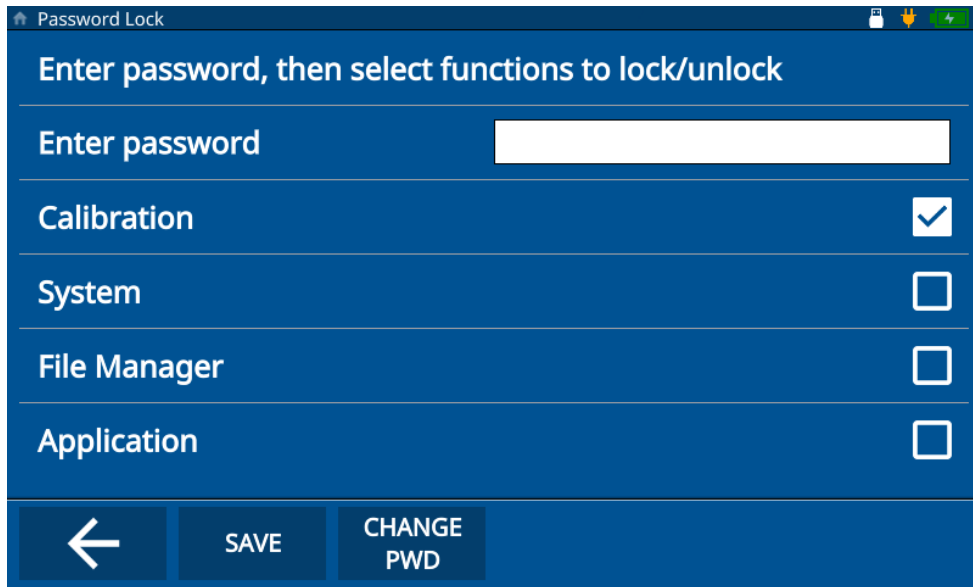 Password Lock
Enter password, then select functions to lock/unlock
Enter password
Calibration
System
File Manager
Application
SAVE
CHANGE
PWD